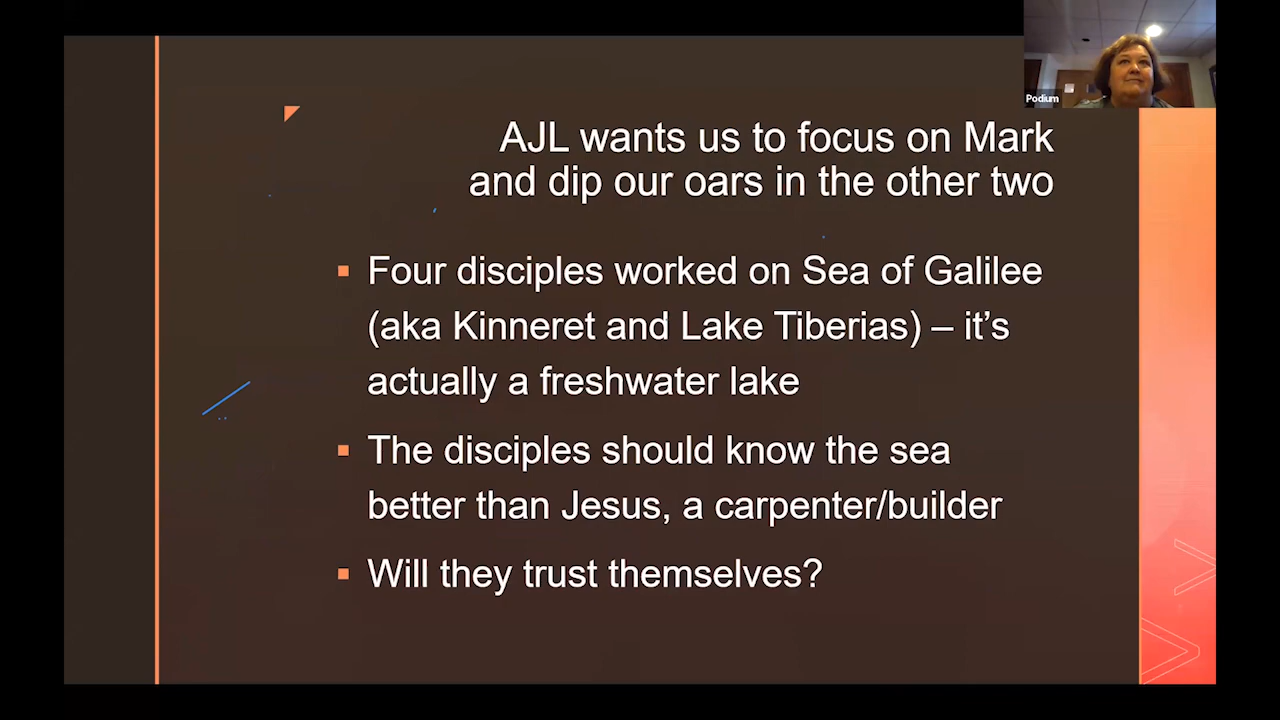 Podium
AJL wants us to focus on Mark
and dip our oars in the other two
Four disciples worked on Sea of Galilee
(aka Kinneret and Lake Tiberias) – it’s
actually a freshwater lake
The disciples should know the sea
better than Jesus, a carpenter/builder
Will they trust themselves?